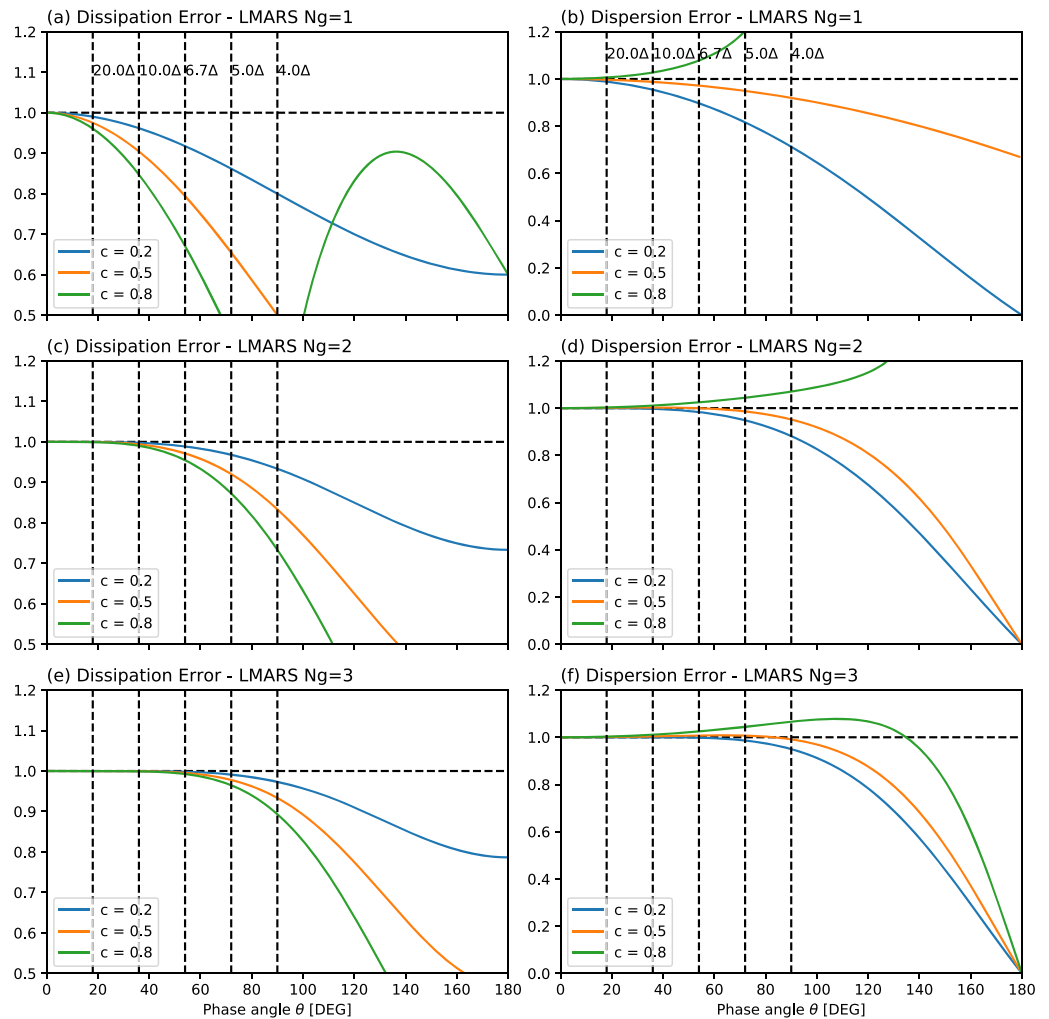 (a) Dissipation Error - LMARS Ng=1
1.2
1.1
1.0
0.9
0.8
0.7
0.6
0.5
20.0Δ 10.0Δ 6.7Δ 5.0Δ 4.0Δ
c = 0.2
c = 0.5
c = 0.8
(b) Dispersion Error - LMARS Ng=1
1.2
1.0
0.8
0.6
0.4
0.2
0.0
20.0Δ 10.0Δ 6.7Δ 5.0Δ 4.0Δ
c = 0.2
c = 0.5
c = 0.8
(c) Dissipation Error - LMARS Ng=2
1.2
1.1
1.0
0.9
0.8
0.7
0.6
0.5
c = 0.2
c = 0.5
c = 0.8
(d) Dispersion Error - LMARS Ng=2
1.2
1.0
0.8
0.6
0.4
0.2
0.0
c = 0.2
c = 0.5
c = 0.8
(e) Dissipation Error - LMARS Ng=3
1.2
1.1
1.0
0.9
0.8
0.7
0.6
0.5
c = 0.2
c = 0.5
c = 0.8
0 20 40 60 80 100 120 140 160 180
Phase angle θ [DEG]
(f) Dispersion Error - LMARS Ng=3
1.2
1.0
0.8
0.6
0.4
0.2
0.0
c = 0.2
c = 0.5
c = 0.8
0 20 40 60 80 100 120 140 160 180
Phase angle θ [DEG]